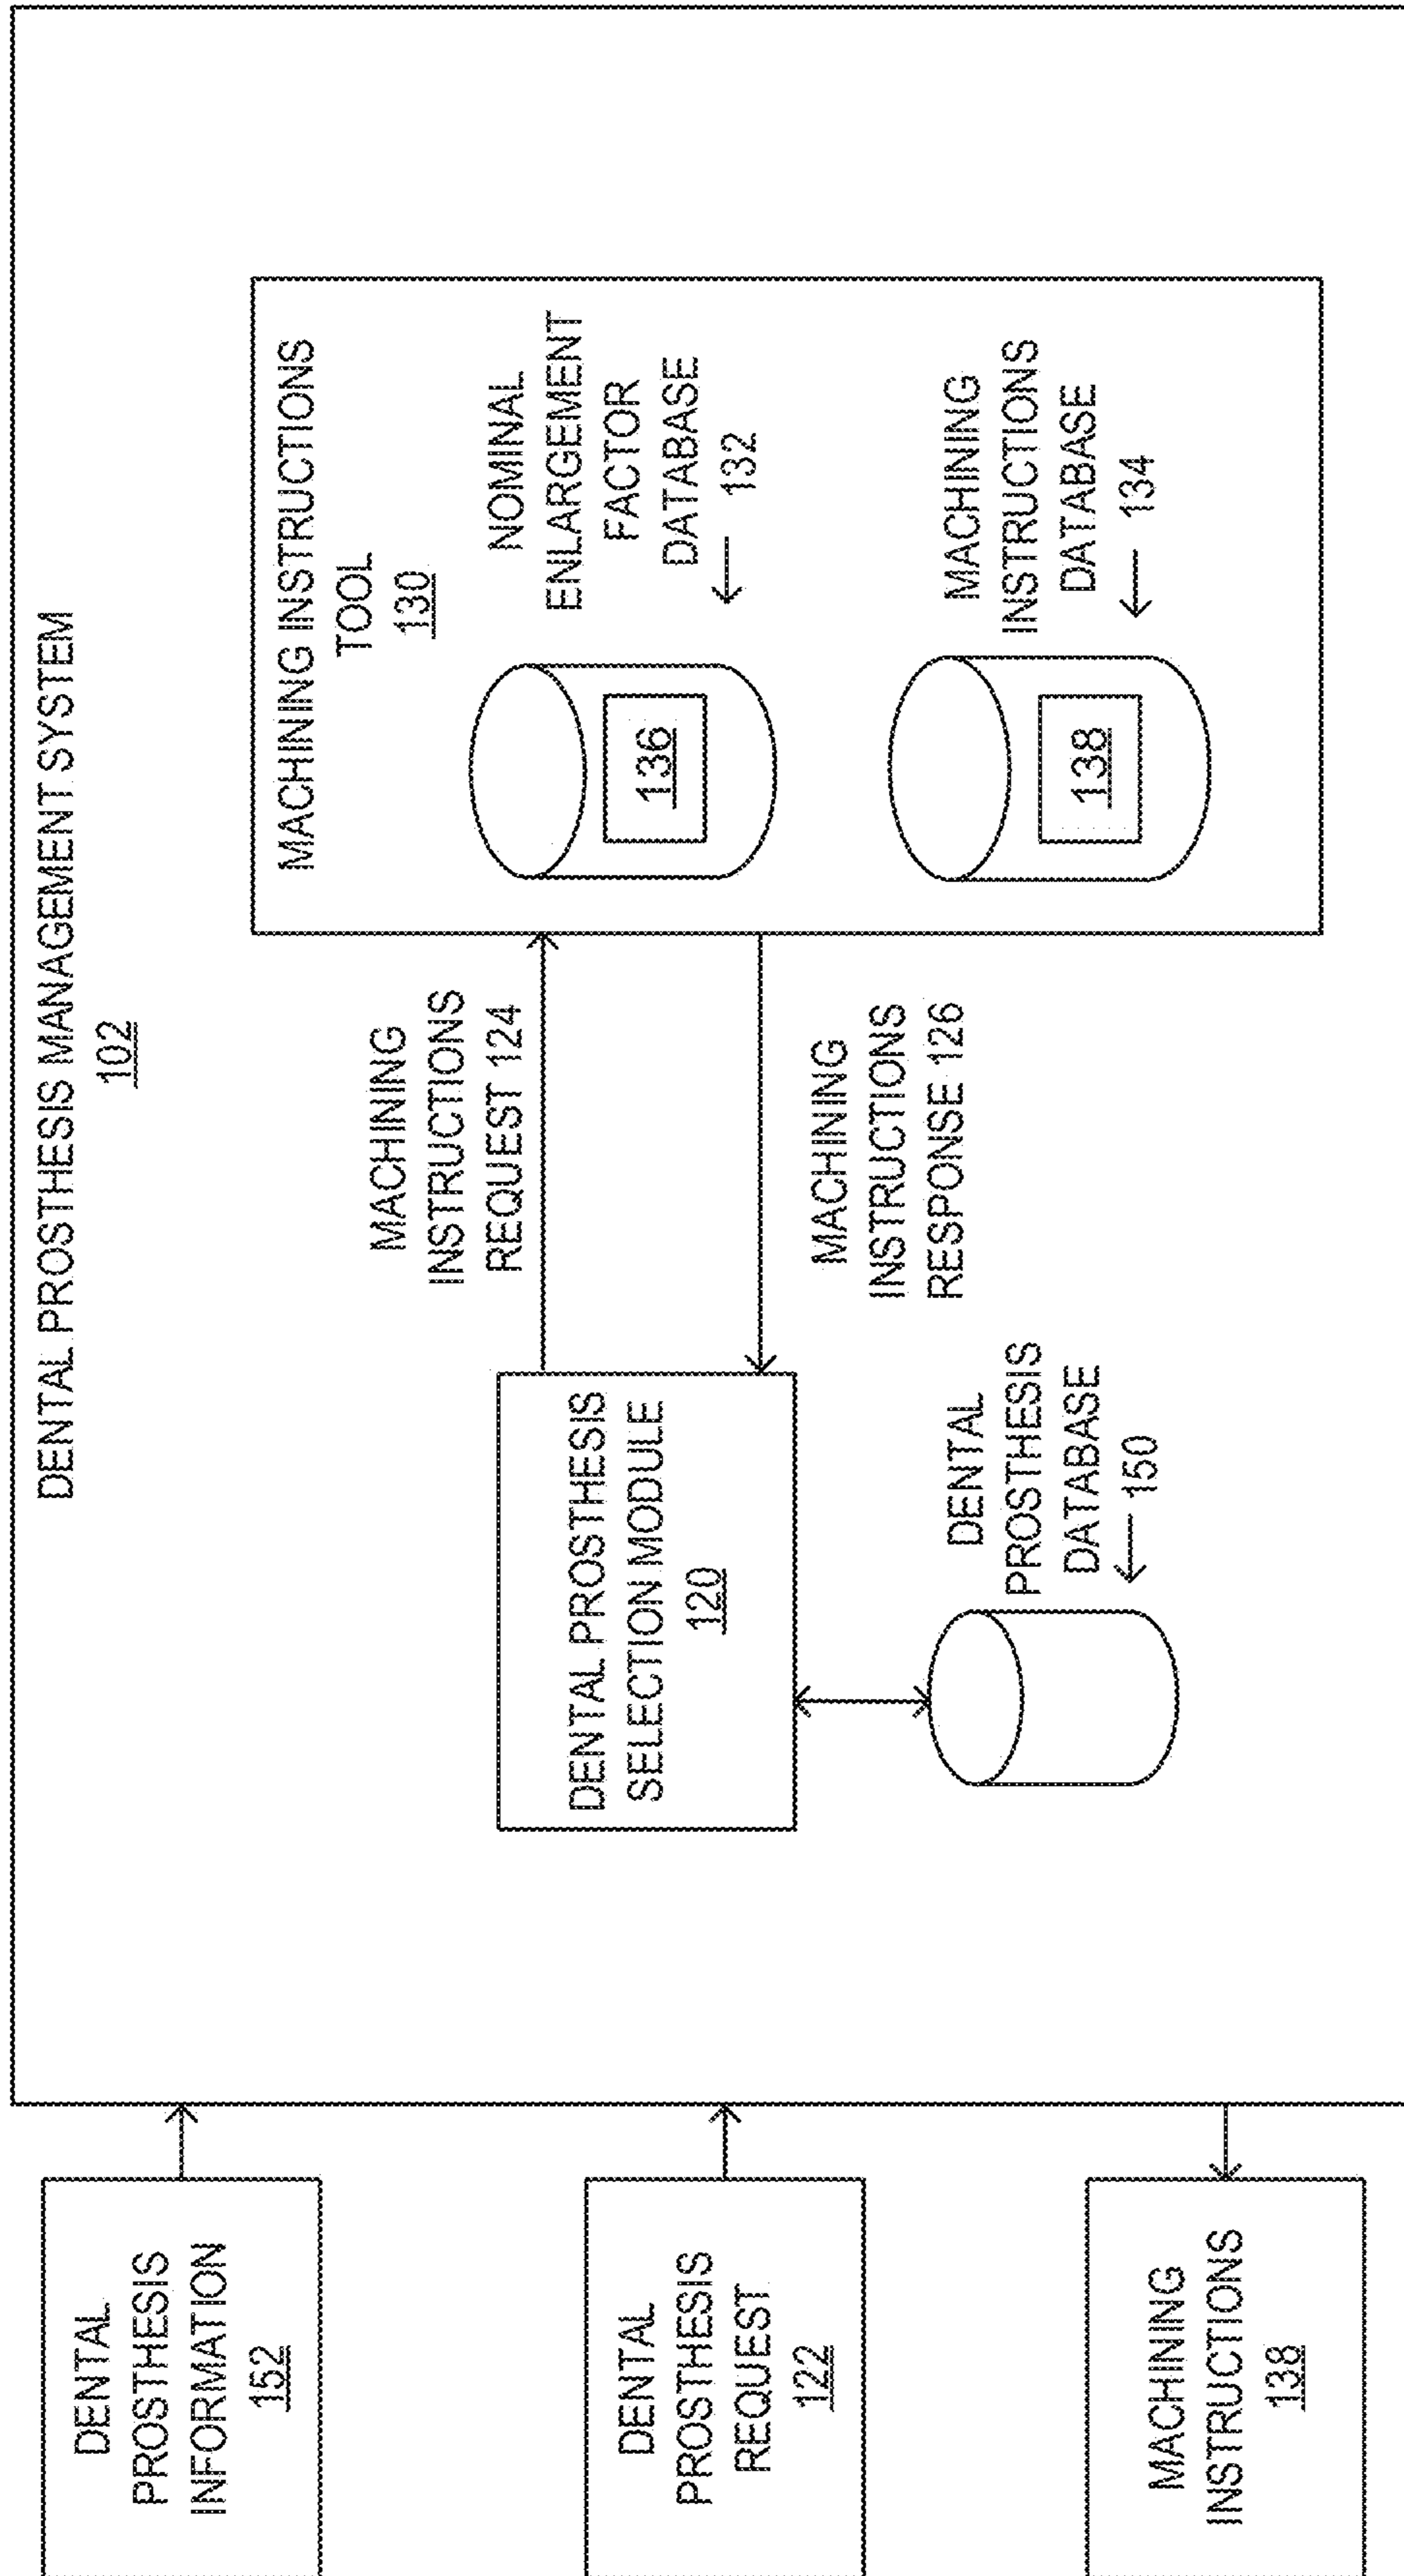 DENTAL PROSTHESIS MANAGEMENT SYSTEM
102
DENTAL
PROSTHESIS
INFORMATION
152
DENTAL
PROSTHESIS
REQUEST
122
MACHINING
INSTRUCTIONS
138
DENTAL PROSTHESIS
SELECTION MODULE
120
DENTAL
PROSTHESIS
DATABASE
150
MACHINING
INSTRUCTIONS
REQUEST 124
MACHINING
INSTRUCTIONS
RESPONSE 126
MACHINING INSTRUCTIONS
TOOL
130
NOMINAL
ENLARGEMENT
FACTOR
DATABASE
132
136
MACHINING
INSTRUCTIONS
DATABASE
134
138